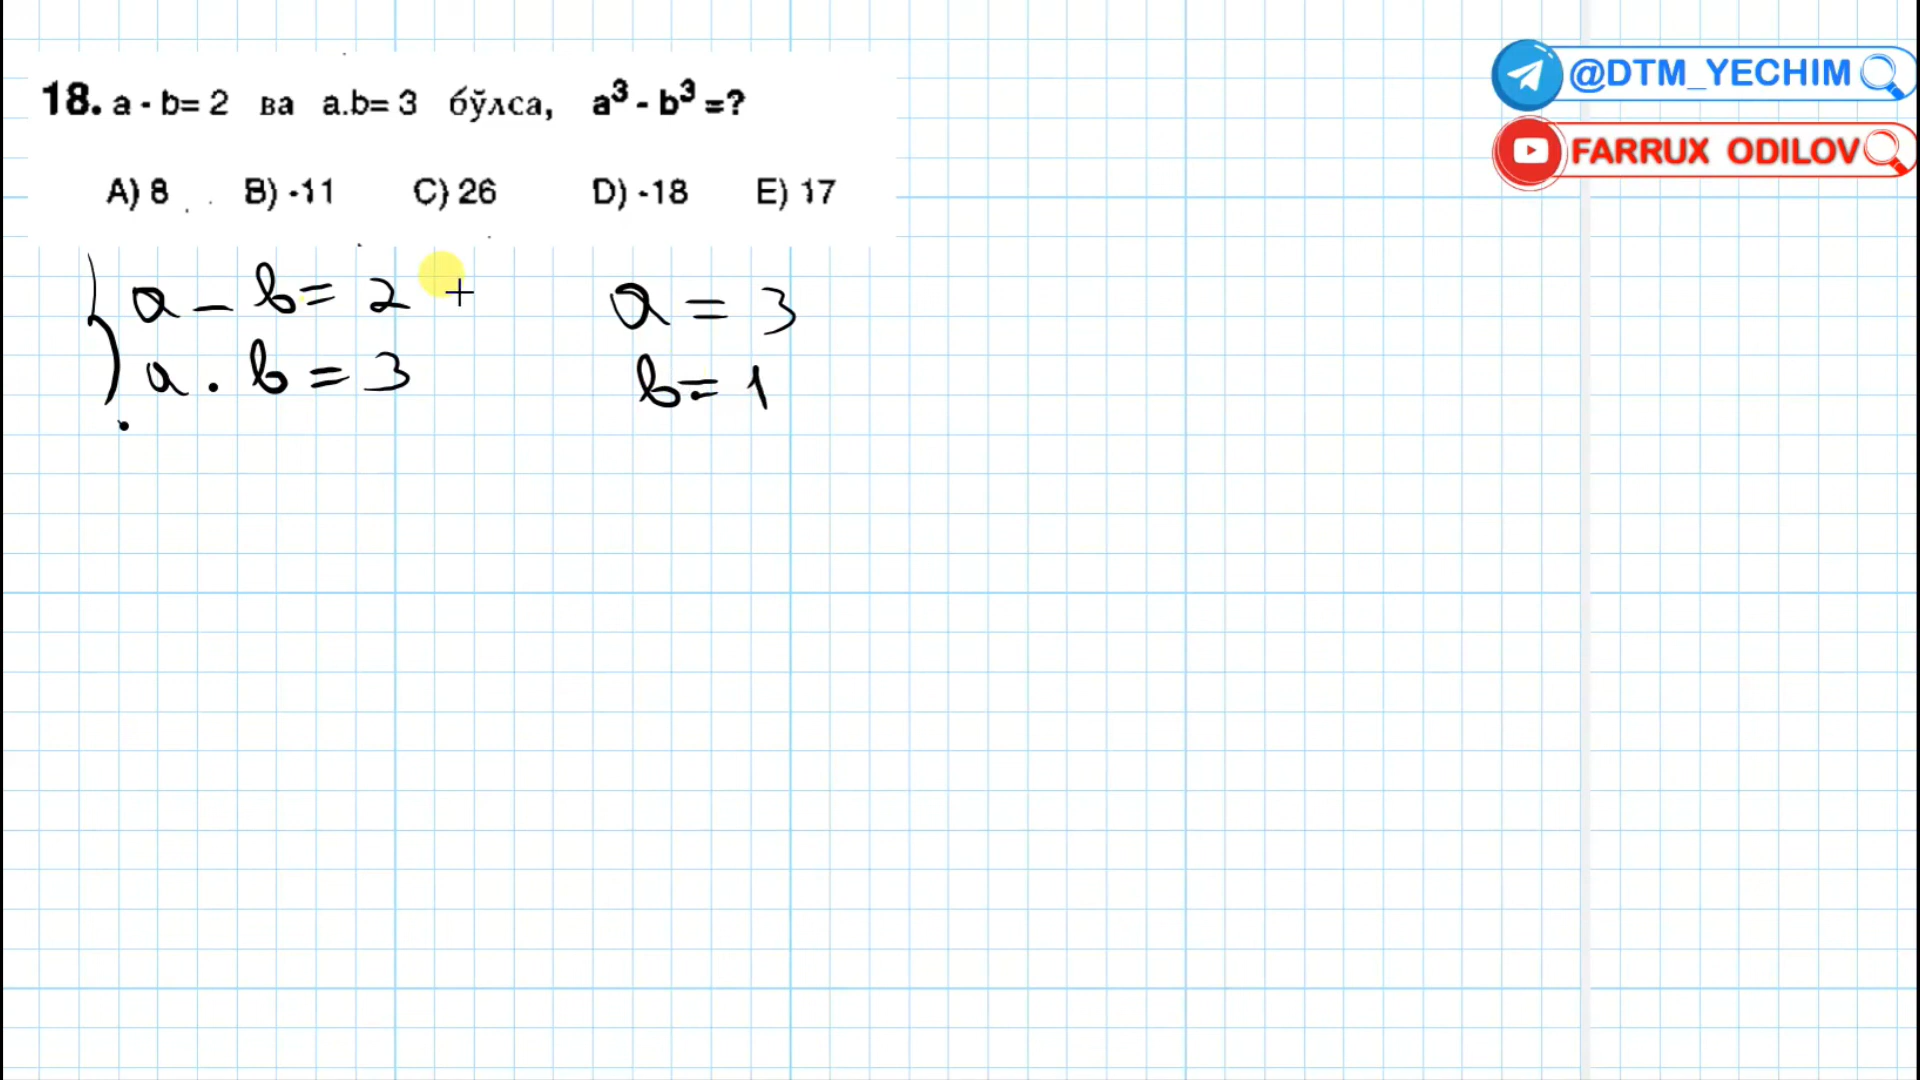 18. a - b= 2 ва a.b= 3 бўлса, a³ - b³ =?
A) 8 B) -11 C) 26 D) -18 E) 17
a - b = 2
a . b = 3
a = 3
b = 1
@DTM_YECHIM
FARRUX ODILOV